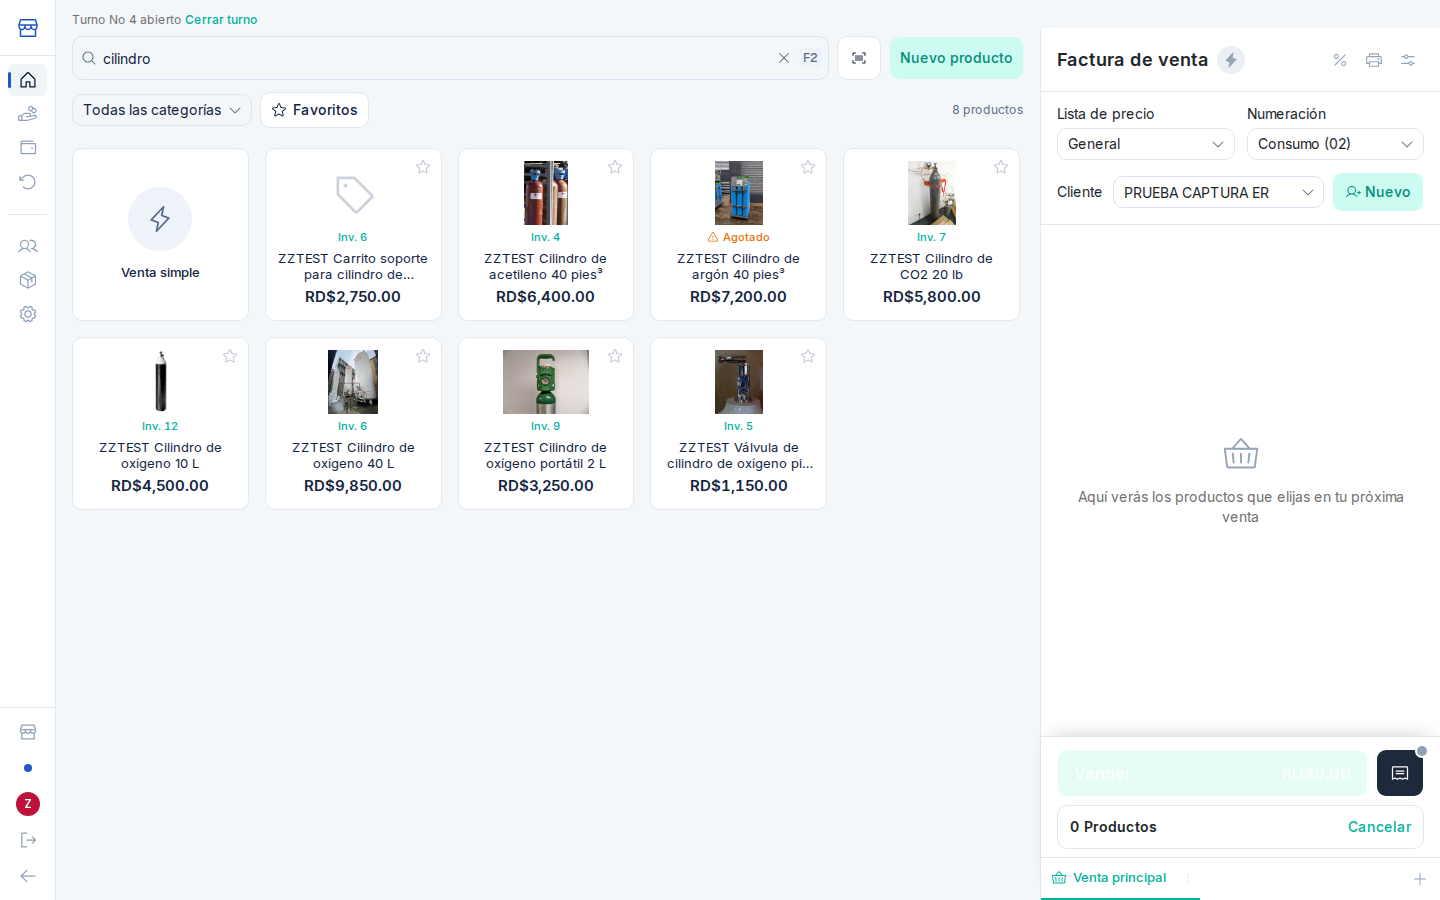 Turno No 4 abierto Cerrar turno
cilindro
F2
Nuevo producto
Todas las categorías
Favoritos
8 productos
Venta simple
Inv. 6
ZZTEST Carrito soporte
para cilindro de...
RD$2,750.00
Inv. 4
ZZTEST Cilindro de
acetileno 40 pies³
RD$6,400.00
Agotado
ZZTEST Cilindro de
argón 40 pies³
RD$7,200.00
Inv. 7
ZZTEST Cilindro de
CO2 20 lb
RD$5,800.00
Inv. 12
ZZTEST Cilindro de
oxígeno 10 L
RD$4,500.00
Inv. 6
ZZTEST Cilindro de
oxígeno 40 L
RD$9,850.00
Inv. 9
ZZTEST Cilindro de
oxígeno portátil 2 L
RD$3,250.00
Inv. 5
ZZTEST Válvula de
cilindro de oxígeno pi...
RD$1,150.00
Z
Factura de venta
Lista de precio
Numeración
General
Consumo (02)
Cliente
PRUEBA CAPTURA ER
Nuevo
Aquí verás los productos que elijas en tu próxima
venta
Vender
RD$0.00
0 Productos
Cancelar
Venta principal